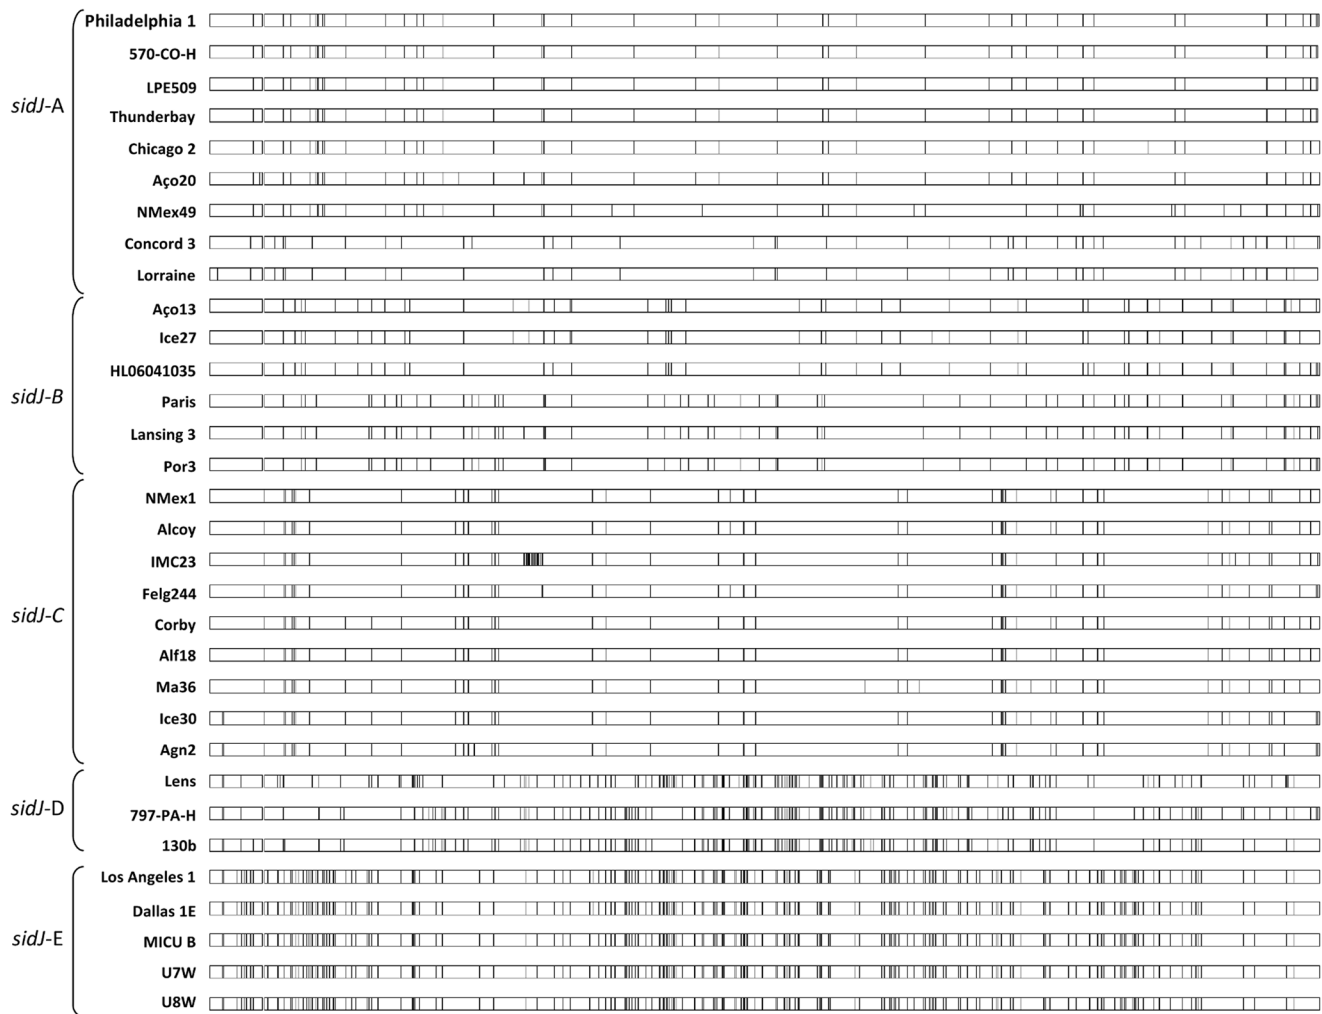 sidJ-A
Philadelphia 1
570-CO-H
LPE509
Thunderbay
Chicago 2
Aço20
NMex49
Concord 3
Lorraine
sidJ-B
Aço13
Ice27
HL06041035
Paris
Lansing 3
Por3
sidJ-C
NMex1
Alcoy
IMC23
Felg244
Corby
Alf18
Ma36
Ice30
Agn2
sidJ-D
Lens
797-PA-H
130b
sidJ-E
Los Angeles 1
Dallas 1E
MICU B
U7W
U8W